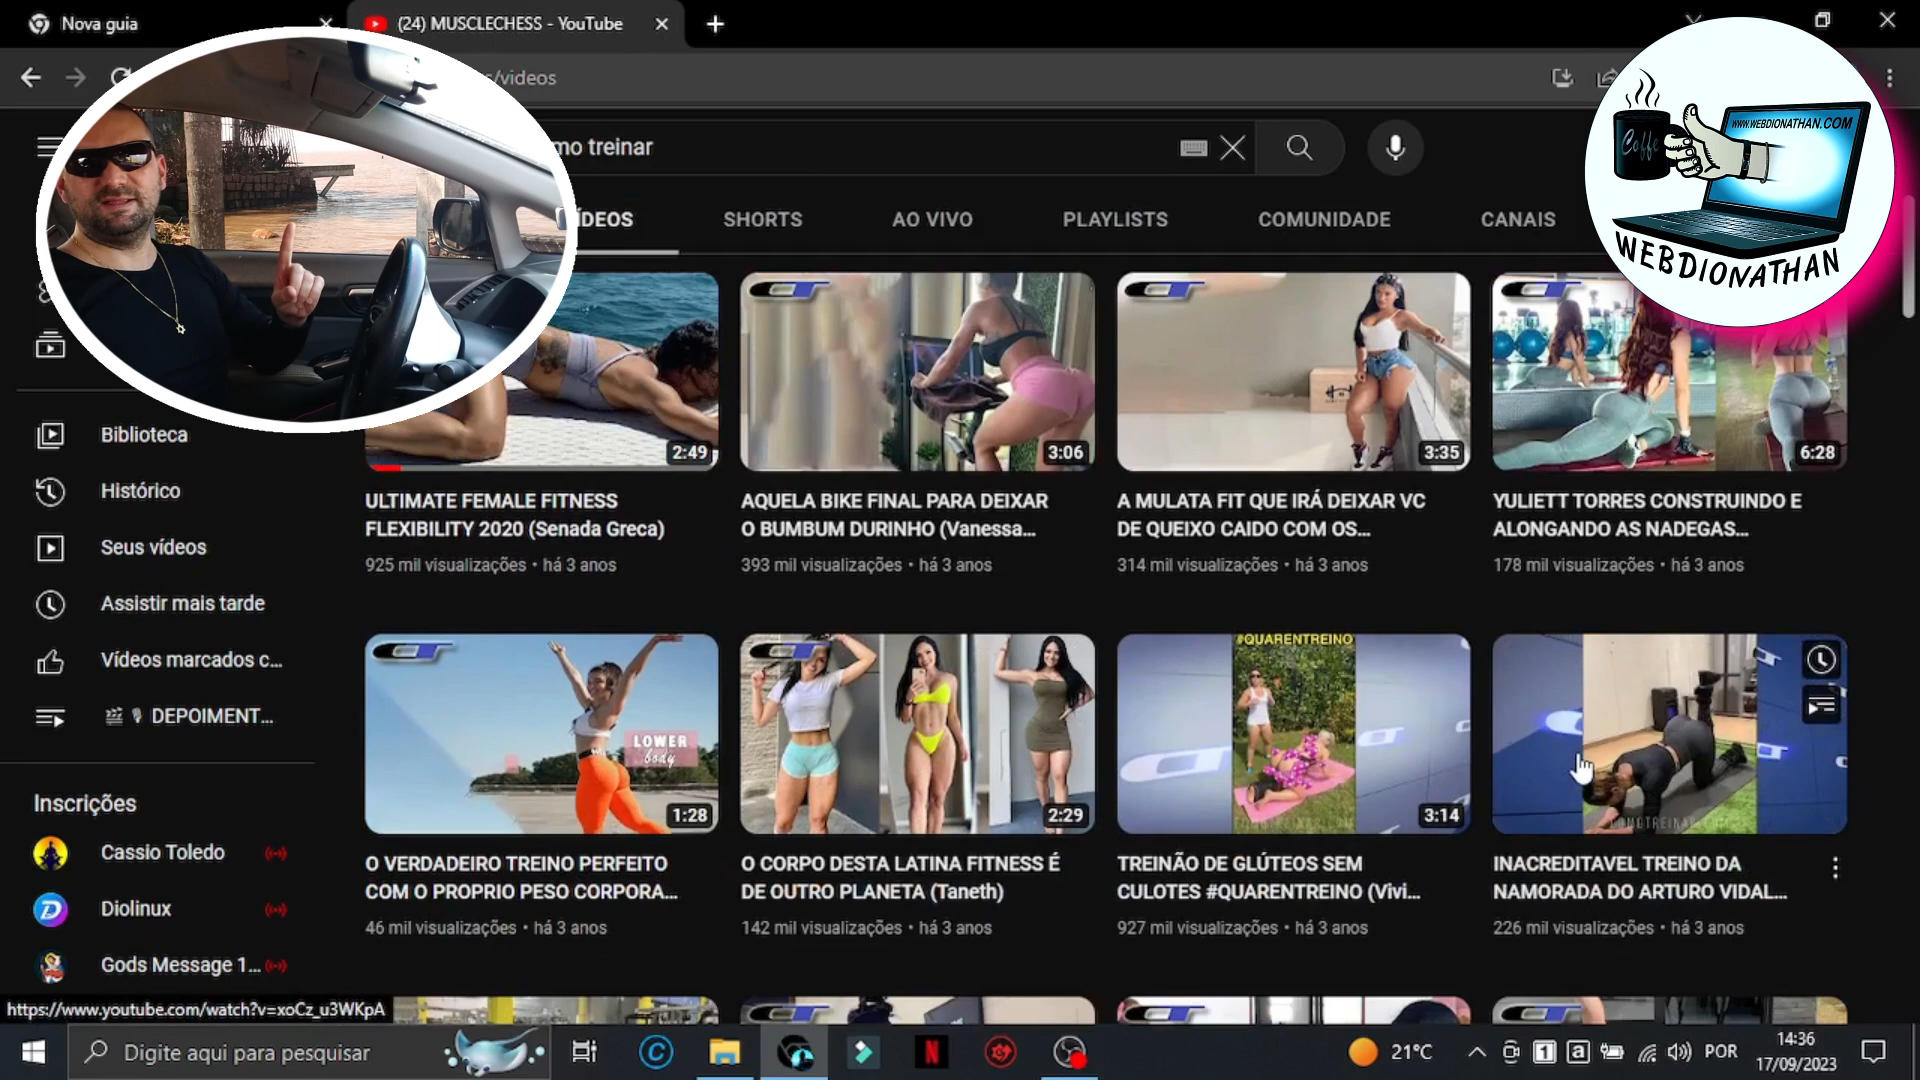 Nova guia
(24) MUSCLECHESS - YouTube
s/videos
mo treinar
ÍDEOS
SHORTS
AO VIVO
PLAYLISTS
COMUNIDADE
CANAIS
Coffe
WWW.WEBDIONATHAN.COM
WEBDIONATHAN
2:49
3:06
3:35
6:28
ULTIMATE FEMALE FITNESS
FLEXIBILITY 2020 (Senada Greca)
925 mil visualizações • há 3 anos
AQUELA BIKE FINAL PARA DEIXAR
O BUMBUM DURINHO (Vanessa...
393 mil visualizações • há 3 anos
A MULATA FIT QUE IRÁ DEIXAR VC
DE QUEIXO CAIDO COM OS...
314 mil visualizações • há 3 anos
YULIETT TORRES CONSTRUINDO E
ALONGANDO AS NADEGAS...
178 mil visualizações • há 3 anos
Biblioteca
Histórico
Seus vídeos
Assistir mais tarde
Vídeos marcados c...
DEPOIMENT...
Inscrições
Cassio Toledo
Diolinux
Gods Message 1...
LOWER
body
1:28
2:29
#QUARENTREINO
3:14
O VERDADEIRO TREINO PERFEITO
COM O PROPRIO PESO CORPORA...
46 mil visualizações • há 3 anos
O CORPO DESTA LATINA FITNESS É
DE OUTRO PLANETA (Taneth)
142 mil visualizações • há 3 anos
TREINÃO DE GLÚTEOS SEM
CULOTES #QUARENTREINO (Vivi...
927 mil visualizações • há 3 anos
INACREDITAVEL TREINO DA
NAMORADA DO ARTURO VIDAL...
226 mil visualizações • há 3 anos
https://www.youtube.com/watch?v=xoCz_u3WKpA
Digite aqui para pesquisar
21°C
POR
14:36
17/09/2023